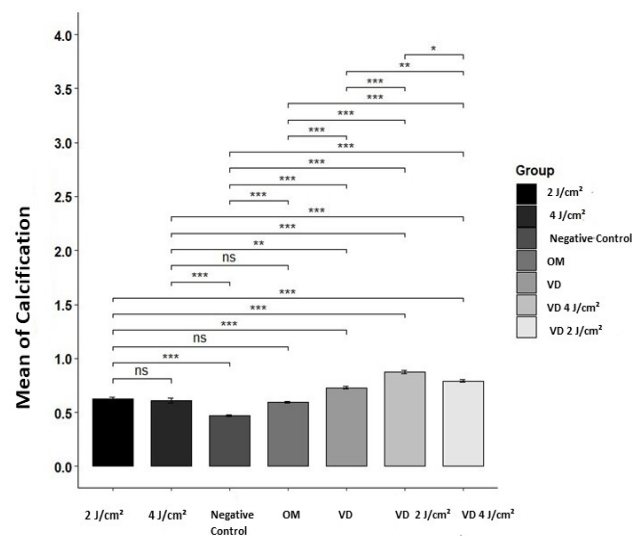 Mean of Calcification
4.0
3.5
3.0
2.5
2.0
1.5
1.0
0.5
0.0
*
**
***
***
***
***
***
***
***
***
***
***
**
ns
***
***
***
***
ns
***
ns
2 J/cm²
4 J/cm²
Negative Control
OM
VD
VD 2 J/cm²
VD 4 J/cm²
Group
2 J/cm²
4 J/cm²
Negative Control
OM
VD
VD 4 J/cm²
VD 2 J/cm²